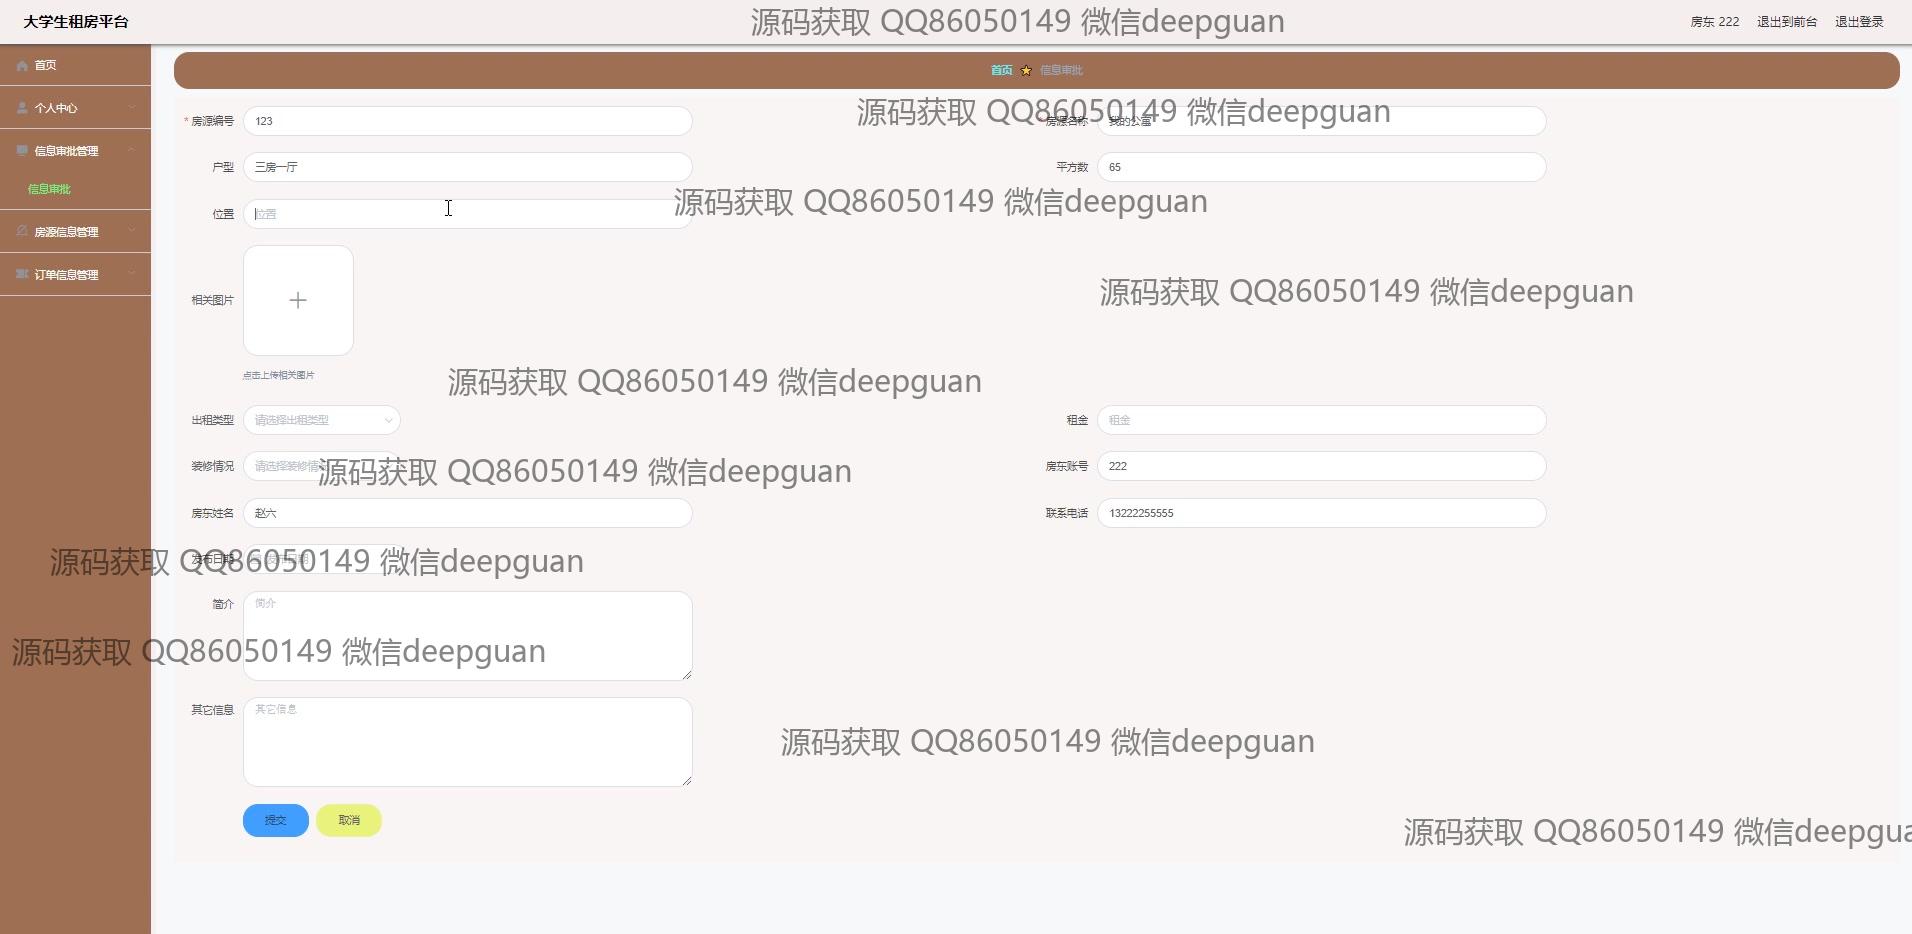 大学生租房平台
源码获取 QQ86050149 微信deepguan
房东 222 退出到前台 退出登录
首页
个人中心
信息审批管理
信息审批
房源信息管理
订单信息管理
首页 信息审批
源码获取 QQ86050149 微信deepguan
* 房源编号 123
* 房源名称 我的公寓
户型 三房一厅
平方数 65
源码获取 QQ86050149 微信deepguan
位置 位置
源码获取 QQ86050149 微信deepguan
相关图片
点击上传相关图片
源码获取 QQ86050149 微信deepguan
出租类型 请选择出租类型
租金 租金
装修情况 请选择装修情况
源码获取 QQ86050149 微信deepguan
房东账号 222
房东姓名 赵六
联系电话 13222255555
发布日期 发布日期
源码获取 QQ86050149 微信deepguan
简介 简介
源码获取 QQ86050149 微信deepguan
其它信息 其它信息
源码获取 QQ86050149 微信deepguan
提交 取消
源码获取 QQ86050149 微信deepgua